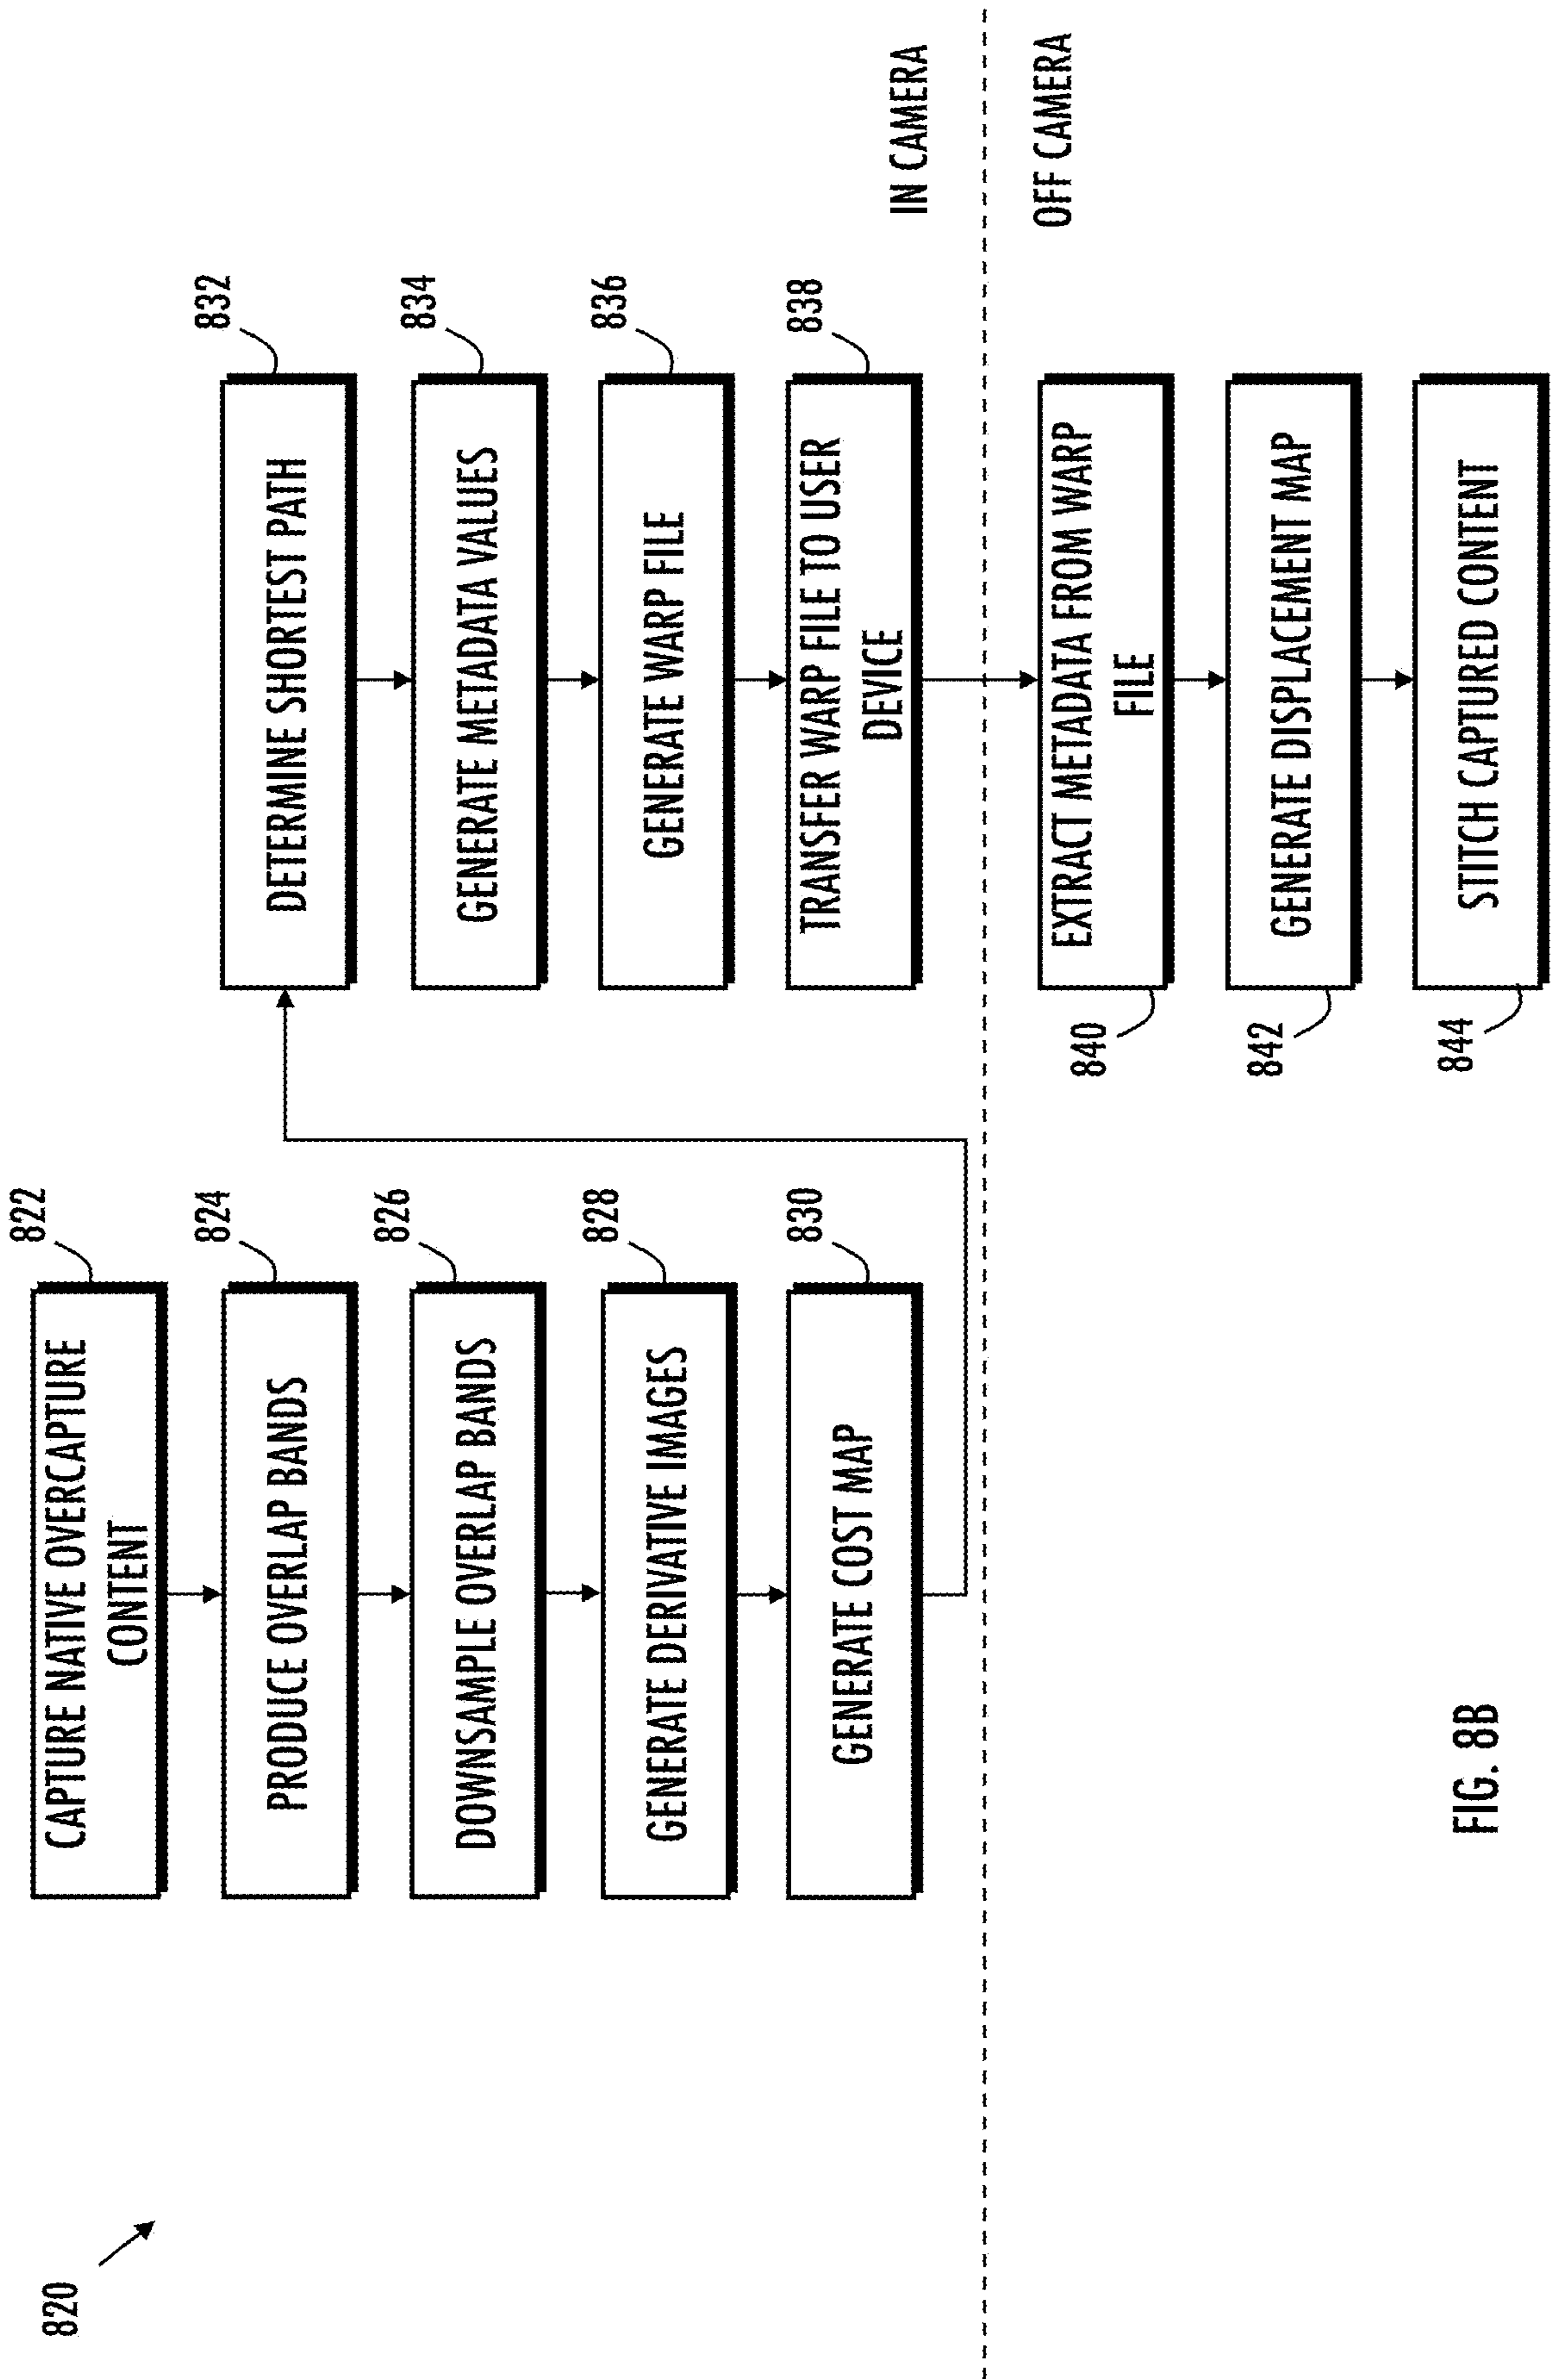 820
822
CAPTURE NATIVE OVERCAPTURE
CONTENT
824
PRODUCE OVERLAP BANDS
826
DOWNSAMPLE OVERLAP BANDS
828
GENERATE DERIVATIVE IMAGES
830
GENERATE COST MAP
832
DETERMINE SHORTEST PATH
834
GENERATE METADATA VALUES
836
GENERATE WARP FILE
838
TRANSFER WARP FILE TO USER
DEVICE
IN CAMERA
OFF CAMERA
840
EXTRACT METADATA FROM WARP
FILE
842
GENERATE DISPLACEMENT MAP
844
STITCH CAPTURED CONTENT
FIG. 8B